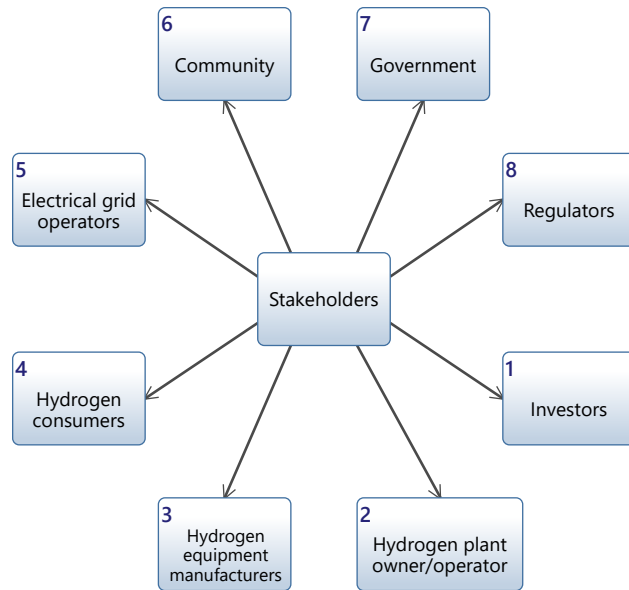 6
Community
7
Government
5
Electrical grid
operators
8
Regulators
Stakeholders
4
Hydrogen
consumers
1
Investors
3
Hydrogen
equipment
manufacturers
2
Hydrogen plant
owner/operator